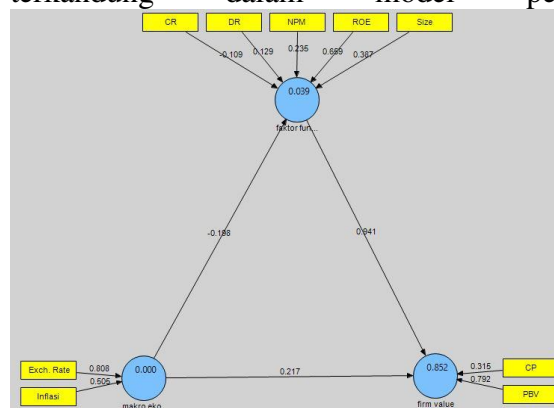 terkandung dalam model pe
CR DR NPM ROE Size
-0.109 0.129 0.235 0.659 0.387
0.039
faktor fun...
-0.198 0.941
Exch. Rate 0.808 0.000 0.217 0.852 0.315 CP
Inflasi 0.505 0.792 PBV
makro eko... firm value